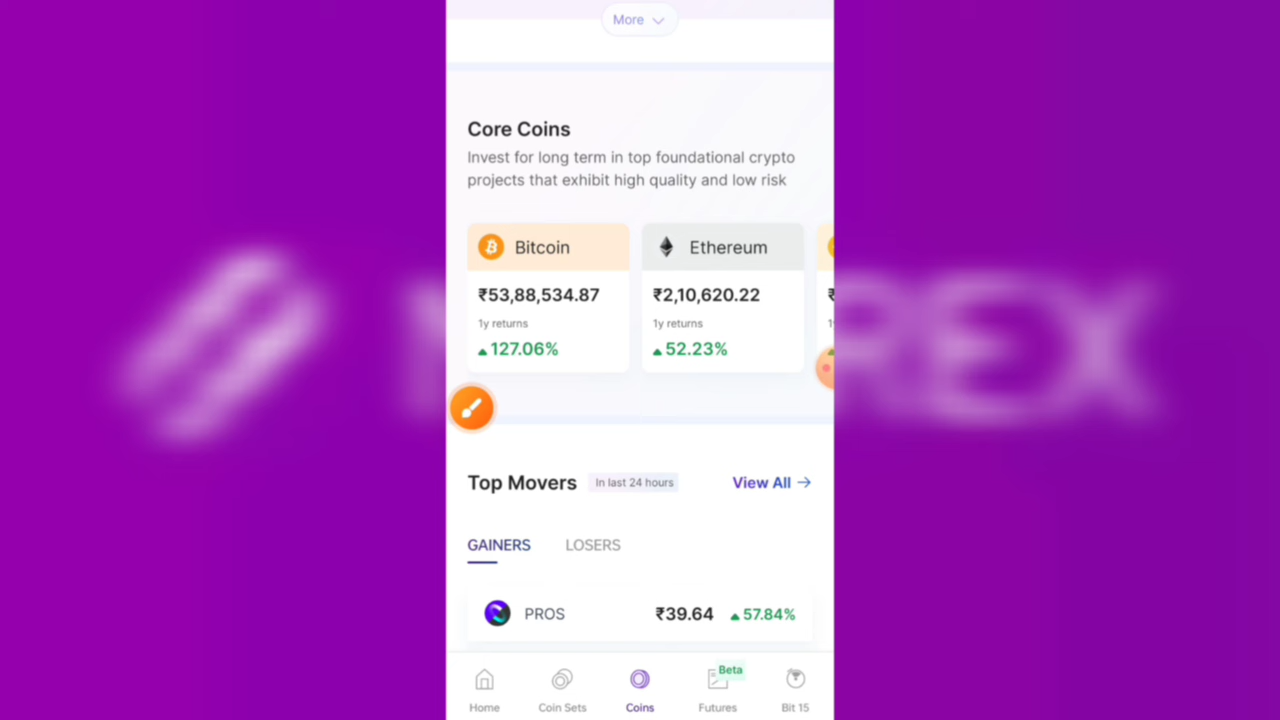 More
Core Coins
Invest for long term in top foundational crypto
projects that exhibit high quality and low risk
Bitcoin
Ethereum
₹53,88,534.87
₹2,10,620.22
1y returns
1y returns
127.06%
52.23%
Top Movers
In last 24 hours
View All
GAINERS
LOSERS
PROS
₹39.64
57.84%
Beta
Home
Coin Sets
Coins
Futures
Bit 15
REX